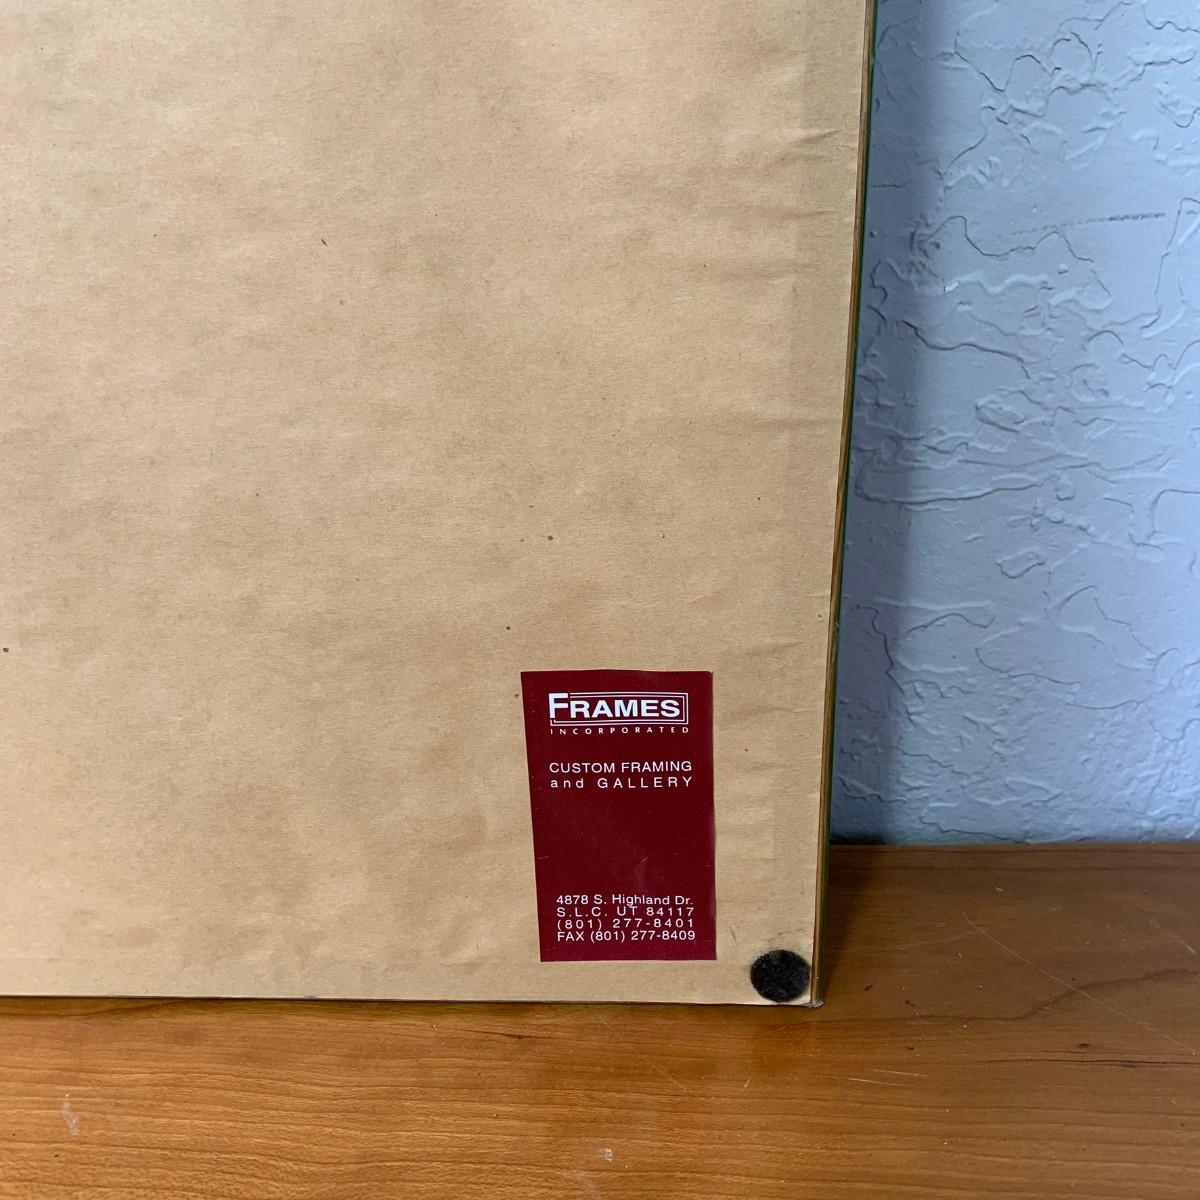 FRAMES
INCORPORATED
CUSTOM FRAMING
and GALLERY
4878 S. Highland Dr.
S.L.C. UT 84117
(801) 277-8401
FAX (801) 277-8409